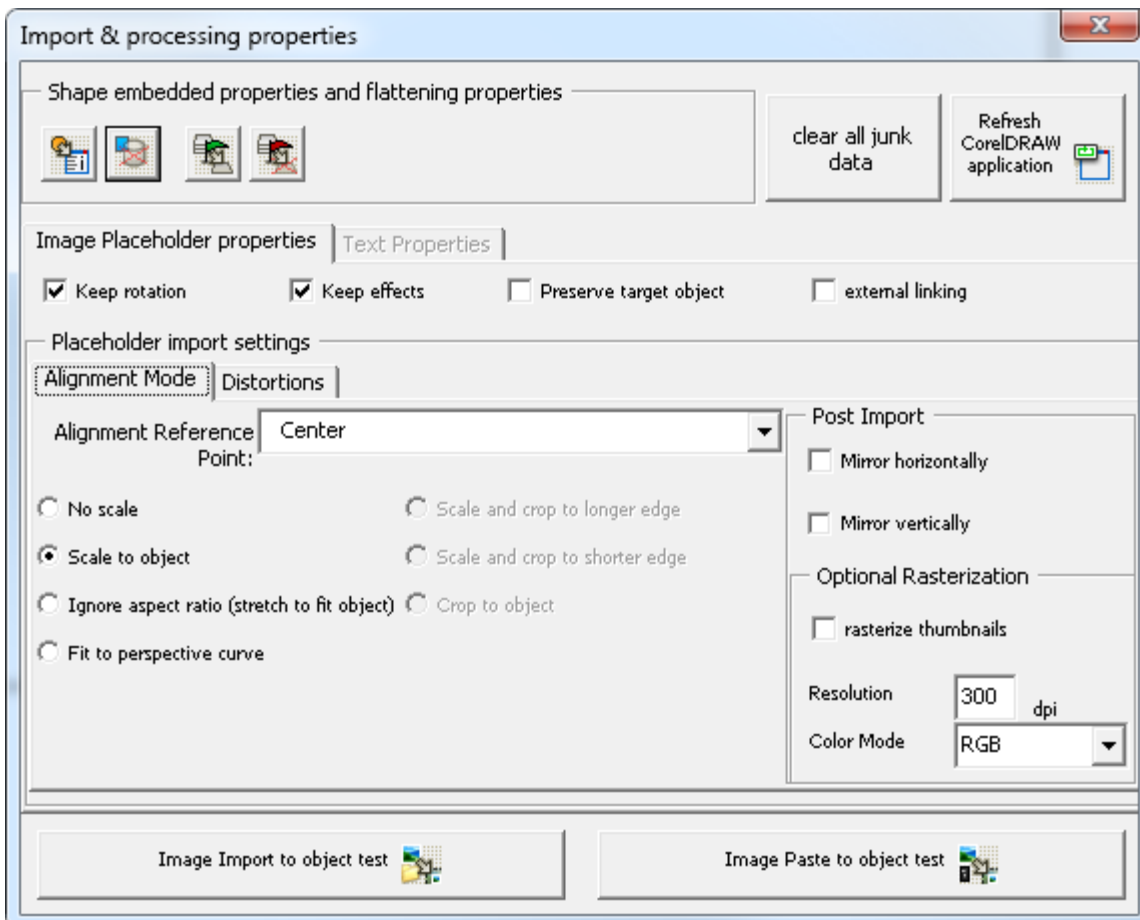 Import & processing properties
Shape embedded properties and flattening properties
clear all junk
data
Refresh
CorelDRAW
application
Image Placeholder properties
Text Properties
Keep rotation
Keep effects
Preserve target object
external linking
Placeholder import settings
Alignment Mode
Distortions
Alignment Reference
Point:
Center
No scale
Scale and crop to longer edge
Scale to object
Scale and crop to shorter edge
Ignore aspect ratio (stretch to fit object)
Crop to object
Fit to perspective curve
Post Import
Mirror horizontally
Mirror vertically
Optional Rasterization
rasterize thumbnails
Resolution
300
dpi
Color Mode
RGB
Image Import to object test
Image Paste to object test